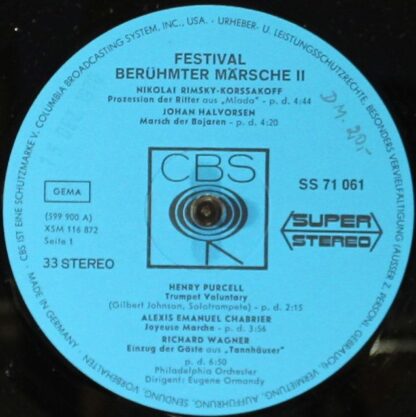 FESTIVAL
BERÜHMTER MÄRSCHE II
NIKOLAI RIMSKY-KORSSAKOFF
Prozession der Ritter aus „Mlada" - p. d. 4:44
JOHAN HALVORSEN
Marsch der Bojaren - p. d. 4:20
DM. 20,-
CBS
SS 71 061
GEMA
(S99 900 A)
XSM 116 872
Seite 1
33 STEREO
SUPER
STEREO
HENRY PURCELL
Trumpet Voluntary
(Gilbert Johnson, Solotrompete) - p. d. 2:15
ALEXIS EMANUEL CHABRIER
Joyeuse Marche - p. d. 3:56
RICHARD WAGNER
Einzug der Gäste aus „Tannhäuser"
p. d. 6:50
Philadelphia Orchester
Dirigent: Eugene Ormandy
MADE IN GERMANY · CBS IST EINE SCHUTZMARKE V. COLUMBIA BROADCASTING SYSTEM, INC., USA. · URHEBER- U. LEISTUNGSSCHUTZRECHTE, BESONDERS VERVIELFÄLTIGUNG (AUSSER Z. PERSÖNL. GEBRAUCH), VERMIETUNG, AUFFÜHRUNG, SENDUNG, VORBEHALTEN